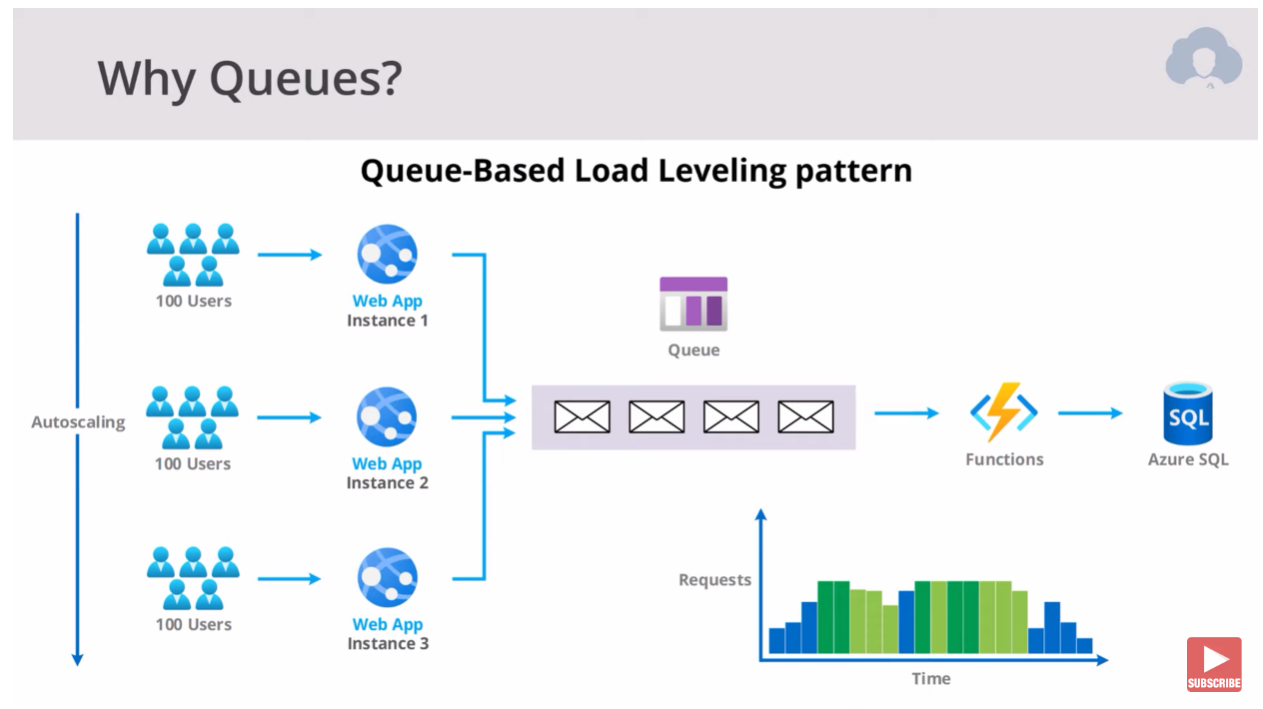 Why Queues?
Queue-Based Load Leveling pattern
100 Users
Web App
Instance 1
Queue
Autoscaling
100 Users
Web App
Instance 2
Functions
SQL
Azure SQL
100 Users
Web App
Instance 3
Requests
Time
SUBSCRIBE